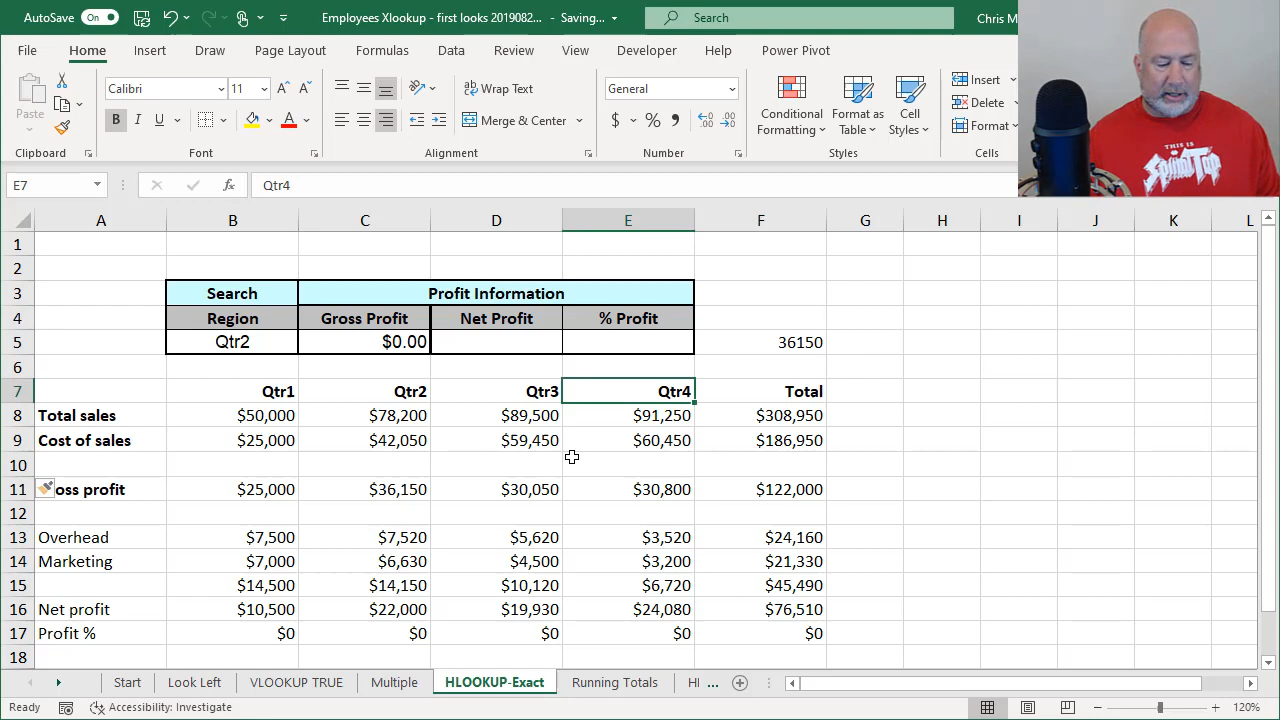 AutoSave On Employees Xlookup - first looks 2019082... - Saving... Search Chris M
File Home Insert Draw Page Layout Formulas Data Review View Developer Help Power Pivot
Paste Calibri 11 Wrap Text General Conditional Formatting Format as Table Cell Styles Insert
B I U Merge & Center $ % Delete
Format
Clipboard Font Alignment Number Styles Cells
E7 fx Qtr4
A B C D E F G H I J K L
1
2
3 Search Profit Information
4 Region Gross Profit Net Profit % Profit
5 Qtr2 $0.00 36150
6
7 Qtr1 Qtr2 Qtr3 Qtr4 Total
8 Total sales $50,000 $78,200 $89,500 $91,250 $308,950
9 Cost of sales $25,000 $42,050 $59,450 $60,450 $186,950
10
11 oss profit $25,000 $36,150 $30,050 $30,800 $122,000
12
13 Overhead $7,500 $7,520 $5,620 $3,520 $24,160
14 Marketing $7,000 $6,630 $4,500 $3,200 $21,330
15 $14,500 $14,150 $10,120 $6,720 $45,490
16 Net profit $10,500 $22,000 $19,930 $24,080 $76,510
17 Profit % $0 $0 $0 $0 $0
18
Start Look Left VLOOKUP TRUE Multiple HLOOKUP-Exact Running Totals HI ...
Ready Accessibility: Investigate 120%
THIS IS
SPINAL TAP